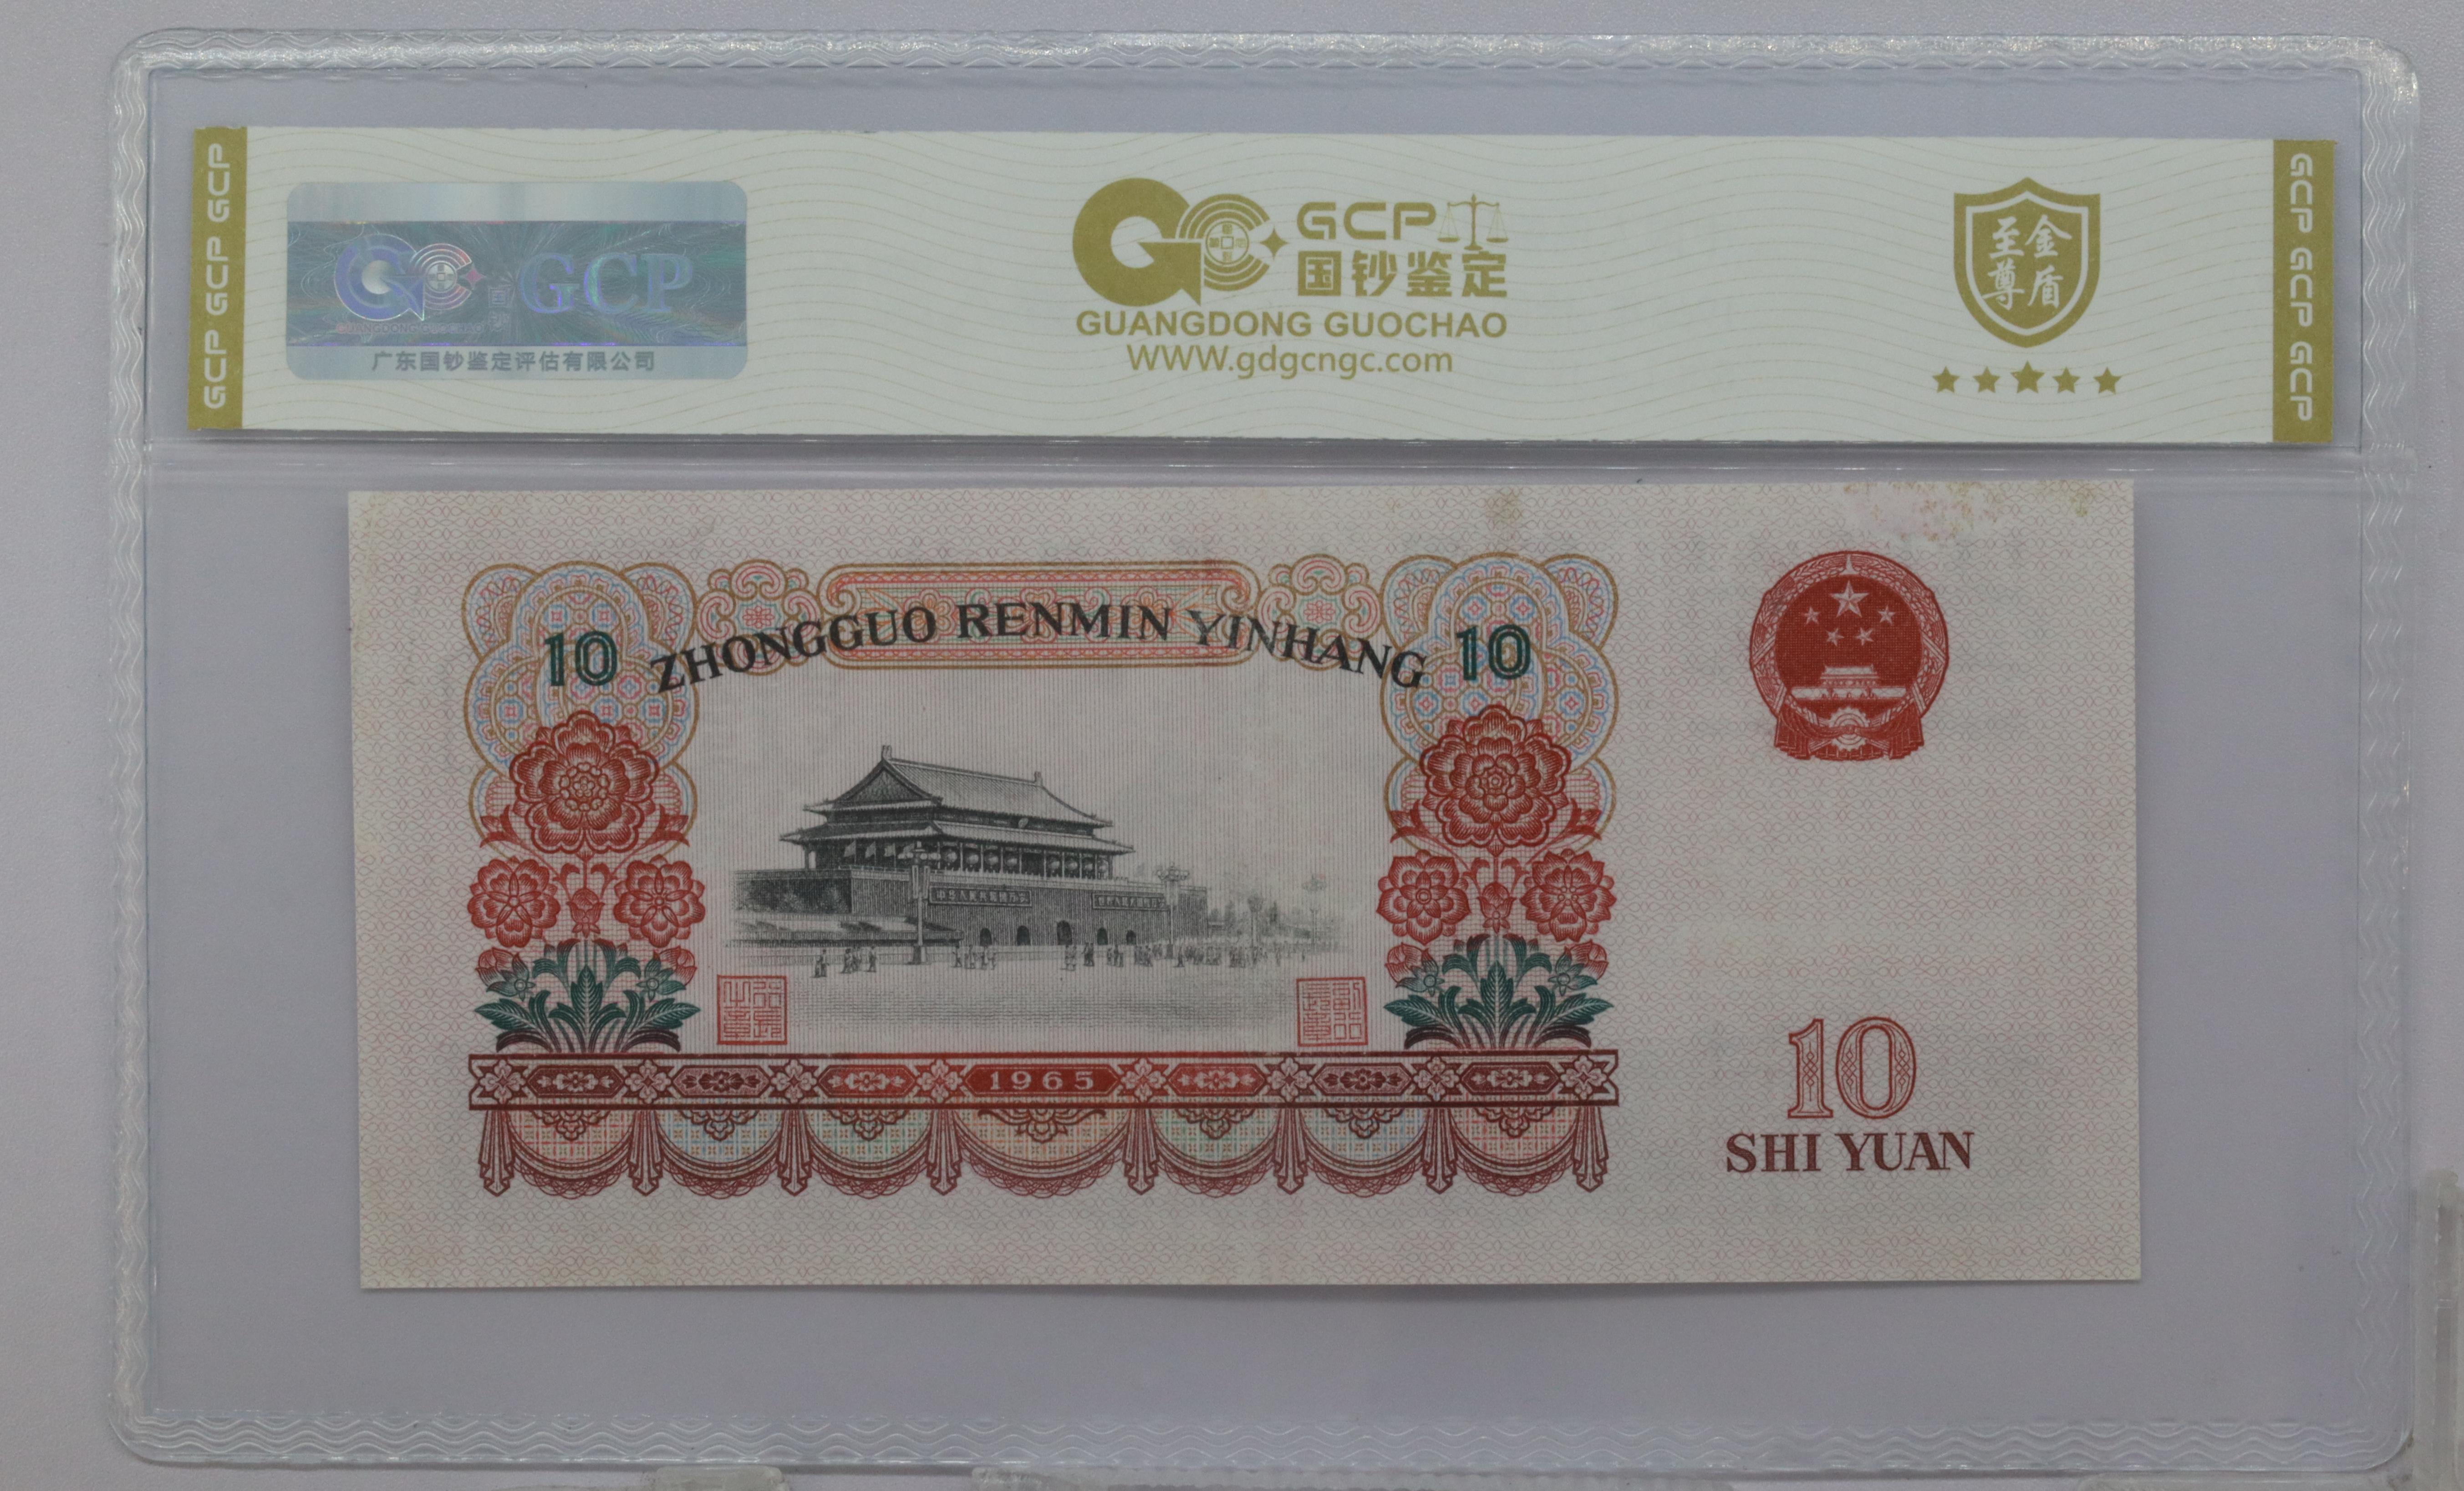 GCP GCP GCP
GCP
广东国钞鉴定评估有限公司
GCP
国钞鉴定
GUANGDONG GUOCHAO
WWW.gdgcngc.com
至金
尊盾
GCP GCP GCP
ZHONGGUO RENMIN YINHANG
10
10
1965
10
SHI YUAN